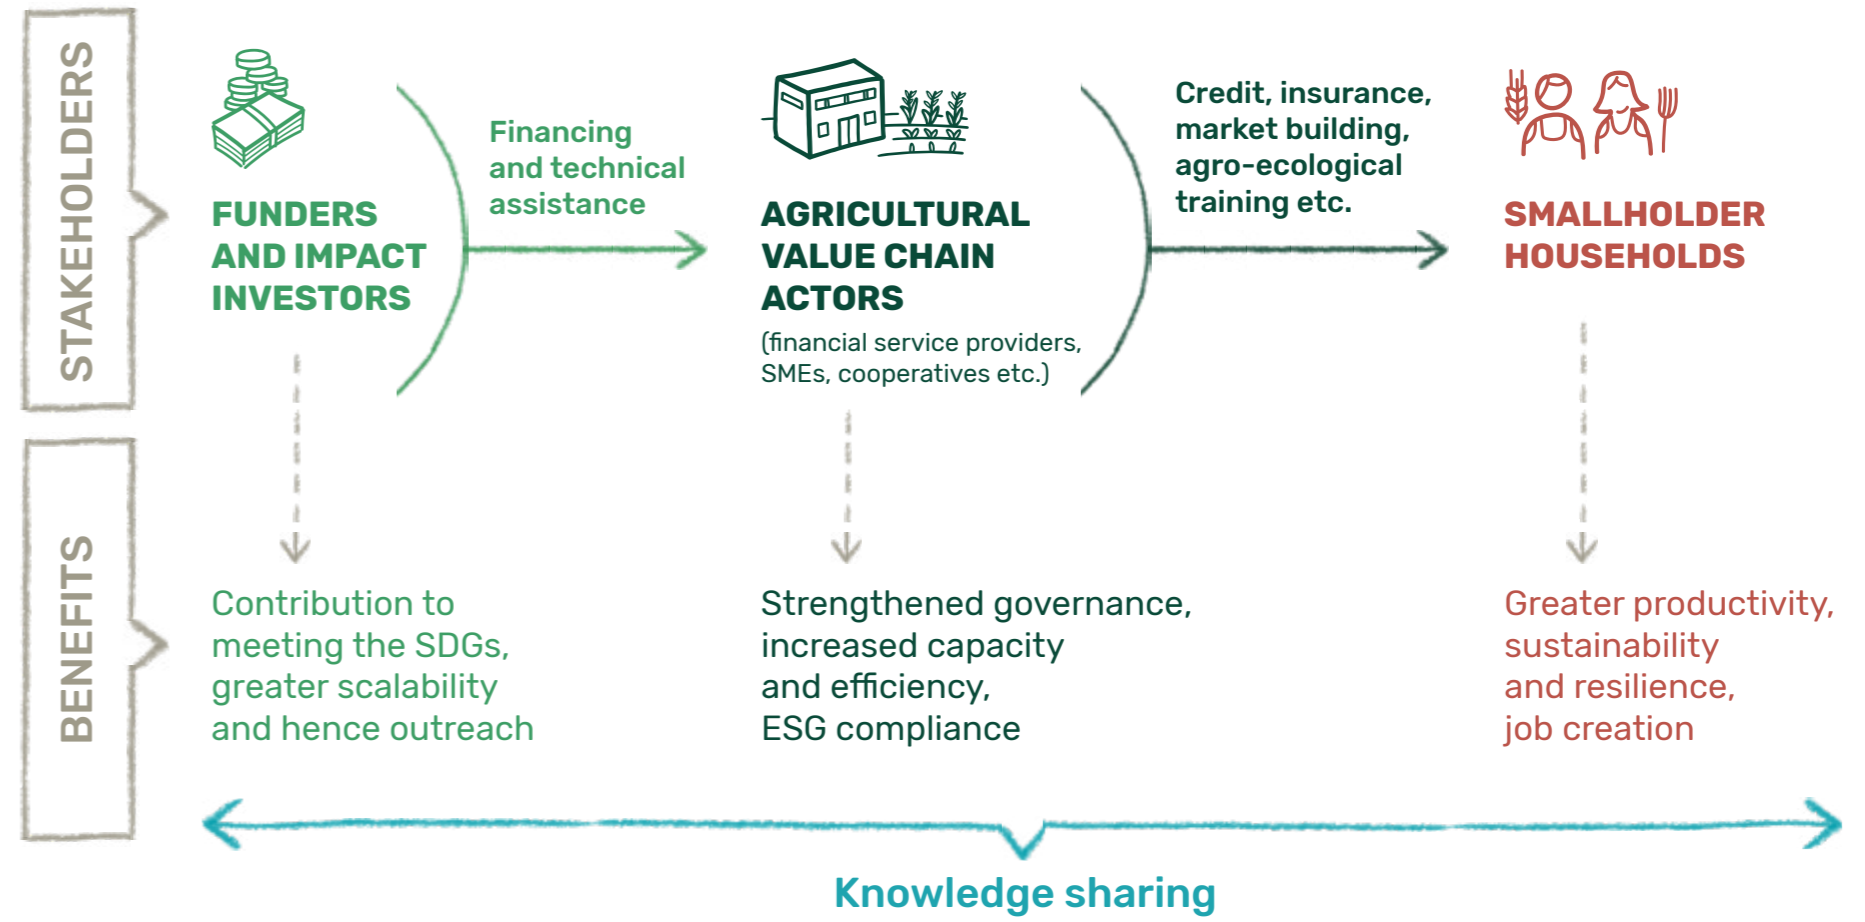 STAKEHOLDERS
FUNDERS
AND IMPACT
INVESTORS
Financing
and technical
assistance
AGRICULTURAL
VALUE CHAIN
ACTORS
(financial service providers,
SMEs, cooperatives etc.)
Credit, insurance,
market building,
agro-ecological
training etc.
SMALLHOLDER
HOUSEHOLDS
BENEFITS
Contribution to
meeting the SDGs,
greater scalability
and hence outreach
Strengthened governance,
increased capacity
and efficiency,
ESG compliance
Greater productivity,
sustainability
and resilience,
job creation
Knowledge sharing